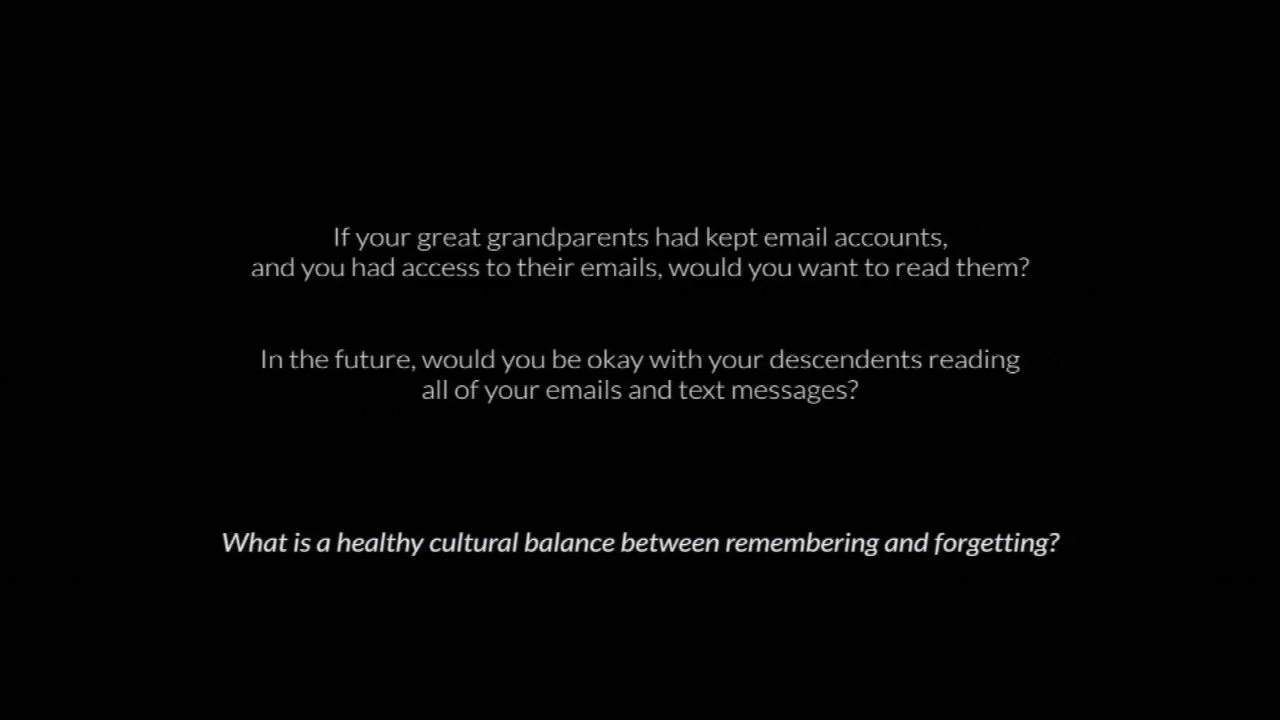 If your great grandparents had kept email accounts,
and you had access to their emails, would you want to read them?
In the future, would you be okay with your descendents reading
all of your emails and text messages?
What is a healthy cultural balance between remembering and forgetting?